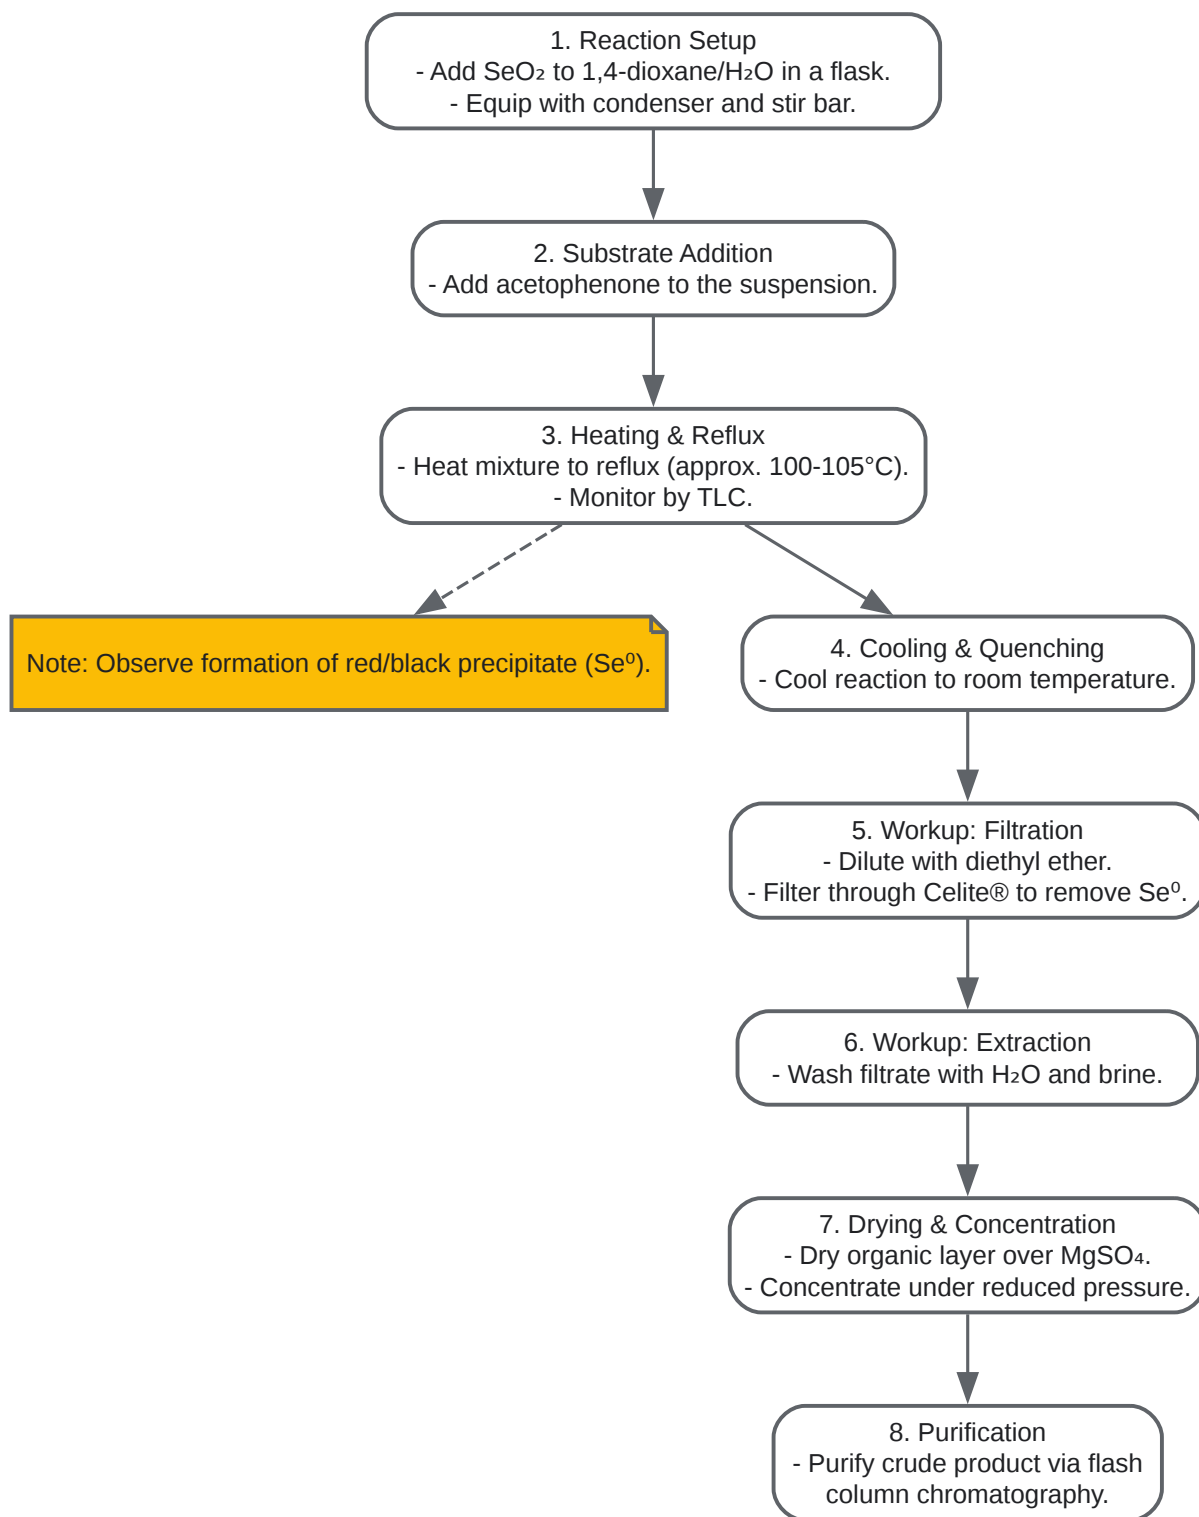 1. Reaction Setup
- Add SeO₂ to 1,4-dioxane/H₂O in a flask.
- Equip with condenser and stir bar.
2. Substrate Addition
- Add acetophenone to the suspension.
3. Heating & Reflux
- Heat mixture to reflux (approx. 100-105°C).
- Monitor by TLC.
Note: Observe formation of red/black precipitate (Se⁰).
4. Cooling & Quenching
- Cool reaction to room temperature.
5. Workup: Filtration
- Dilute with diethyl ether.
- Filter through Celite® to remove Se⁰.
6. Workup: Extraction
- Wash filtrate with H₂O and brine.
7. Drying & Concentration
- Dry organic layer over MgSO₄.
- Concentrate under reduced pressure.
8. Purification
- Purify crude product via flash
column chromatography.